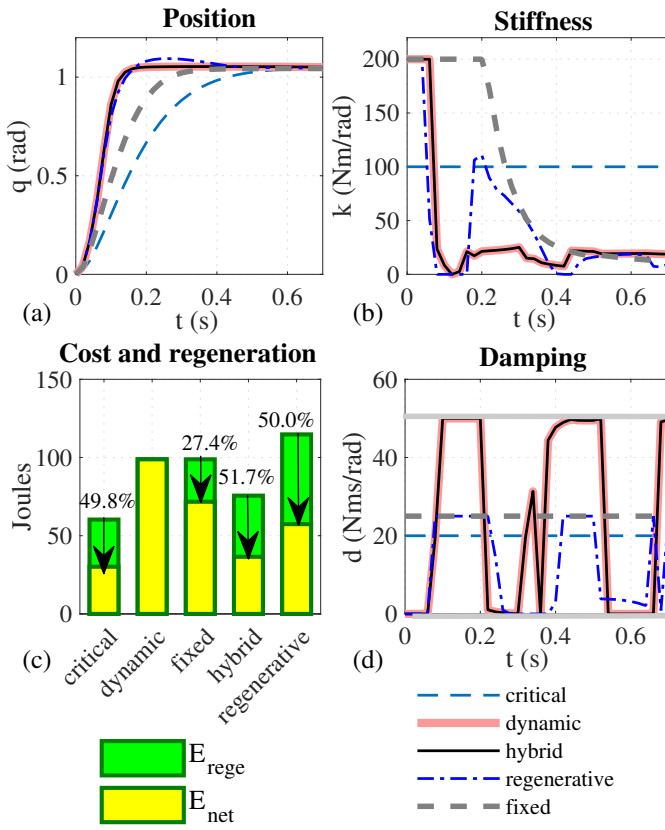 Position
q (rad)
1
0.5
0
0
0.2
0.4
0.6
t (s)
(a)
Stiffness
k (Nm/rad)
200
150
100
50
0
0
0.2
0.4
0.6
t (s)
(b)
Cost and regeneration
Joules
150
100
50
0
49.8%
27.4%
51.7%
50.0%
critical
dynamic
fixed
hybrid
regenerative
(c)
E_rege
E_net
Damping
d (Nms/rad)
60
40
20
0
0
0.2
0.4
0.6
t (s)
(d)
critical
dynamic
hybrid
regenerative
fixed